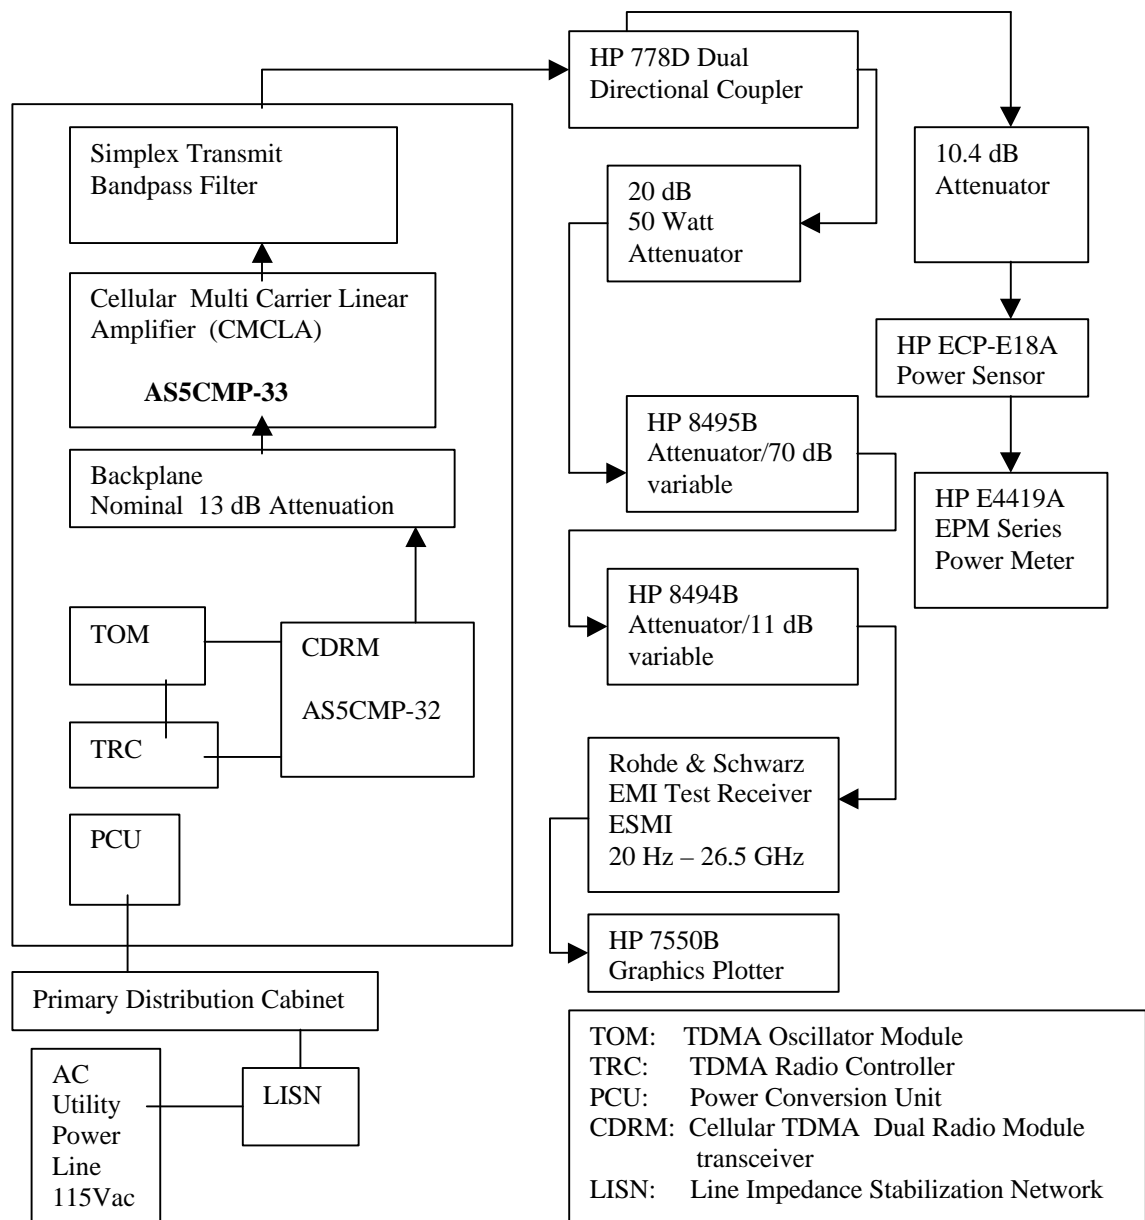 HP 778D Dual
Directional Coupler
Simplex Transmit
Bandpass Filter
20 dB
50 Watt
Attenuator
10.4 dB
Attenuator
Cellular Multi Carrier Linear
Amplifier (CMCLA)
AS5CMP-33
HP ECP-E18A
Power Sensor
Backplane
Nominal 13 dB Attenuation
HP 8495B
Attenuator/70 dB
variable
HP E4419A
EPM Series
Power Meter
TOM
CDRM
AS5CMP-32
TRC
HP 8494B
Attenuator/11 dB
variable
PCU
Rohde & Schwarz
EMI Test Receiver
ESMI
20 Hz – 26.5 GHz
HP 7550B
Graphics Plotter
Primary Distribution Cabinet
AC
Utility
Power
Line
115Vac
LISN
TOM: TDMA Oscillator Module
TRC: TDMA Radio Controller
PCU: Power Conversion Unit
CDRM: Cellular TDMA Dual Radio Module
transceiver
LISN: Line Impedance Stabilization Network